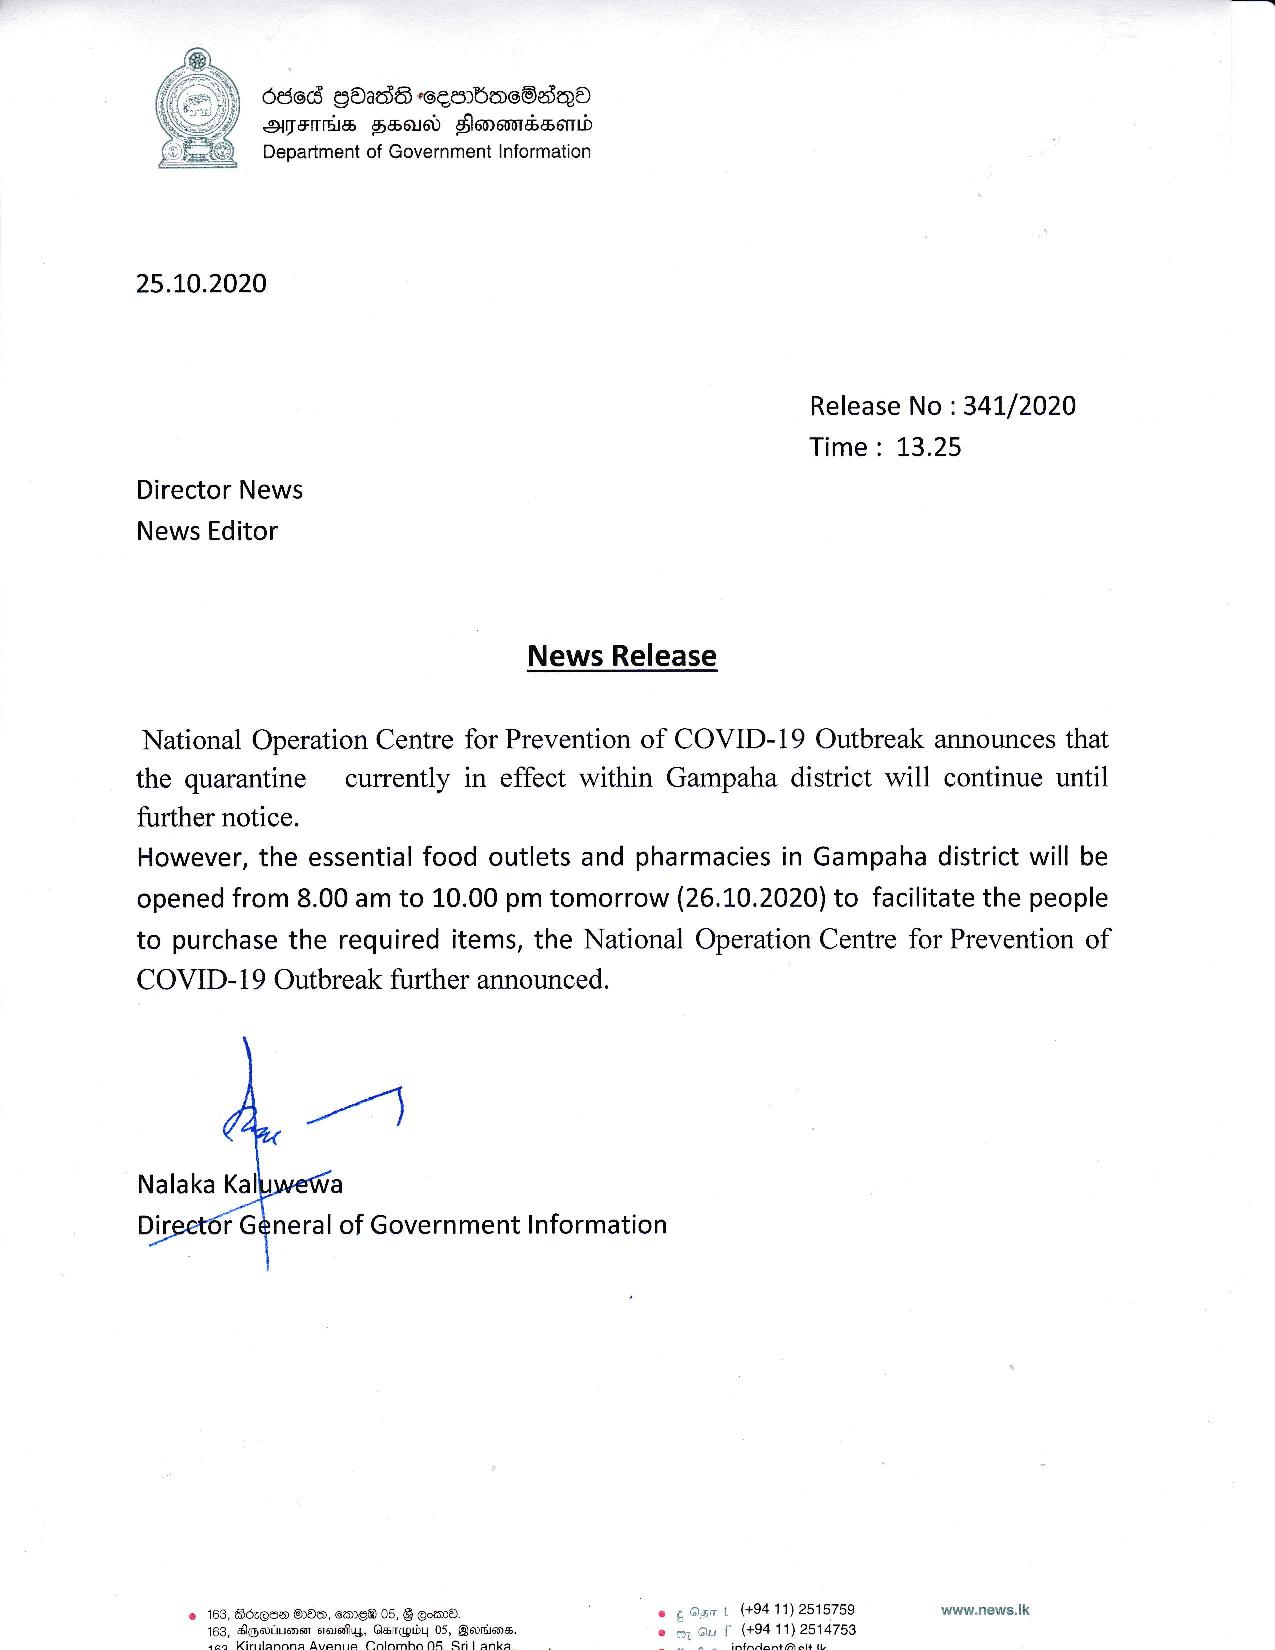 රජයේ ප්‍රවෘත්ති දෙපාර්තමේන්තුව
அரசாங்க தகவல் திணைக்களம்
Department of Government Information
25.10.2020
Release No : 341/2020
Time : 13.25
Director News
News Editor
News Release
National Operation Centre for Prevention of COVID-19 Outbreak announces that
the quarantine currently in effect within Gampaha district will continue until
further notice.
However, the essential food outlets and pharmacies in Gampaha district will be
opened from 8.00 am to 10.00 pm tomorrow (26.10.2020) to facilitate the people
to purchase the required items, the National Operation Centre for Prevention of
COVID-19 Outbreak further announced.
Nalaka Kaluwewa
Director General of Government Information
163, කිරුලපන මාවත, කොළඹ 05, ශ්‍රී ලංකාව.
163, கிருலப்பனை எவனியூ, கொழும்பு 05, இலங்கை.
163, Kirulapona Avenue, Colombo 05, Sri Lanka.
දු தொ t (+94 11) 2515759
ෆැ பெ f (+94 11) 2514753
infodept@slt.lk
www.news.lk